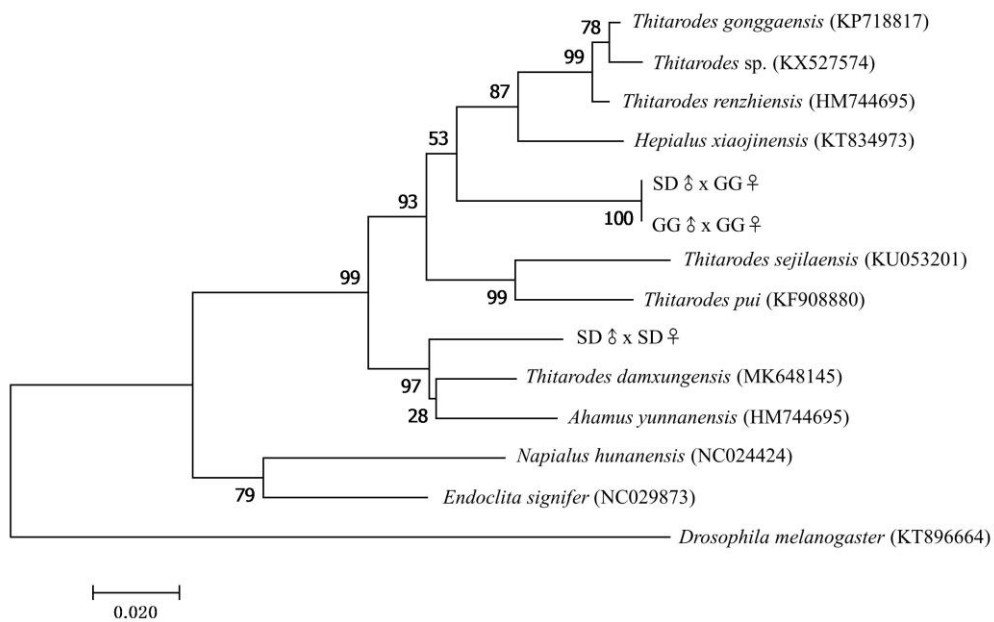 Thitarodes gonggaensis (KP718817)
78
Thitarodes sp. (KX527574)
99
87
Thitarodes renzhiensis (HM744695)
53
Hepialus xiaojinensis (KT834973)
SD♂x GG♀
93
100
GG♂x GG♀
Thitarodes sejilaensis (KU053201)
99
99
Thitarodes pui (KF908880)
SD♂x SD♀
97
Thitarodes damxungensis (MK648145)
28
Ahamus yunnanensis (HM744695)
Napialus hunanensis (NC024424)
79
Endoclita signifer (NC029873)
Drosophila melanogaster (KT896664)
0.020